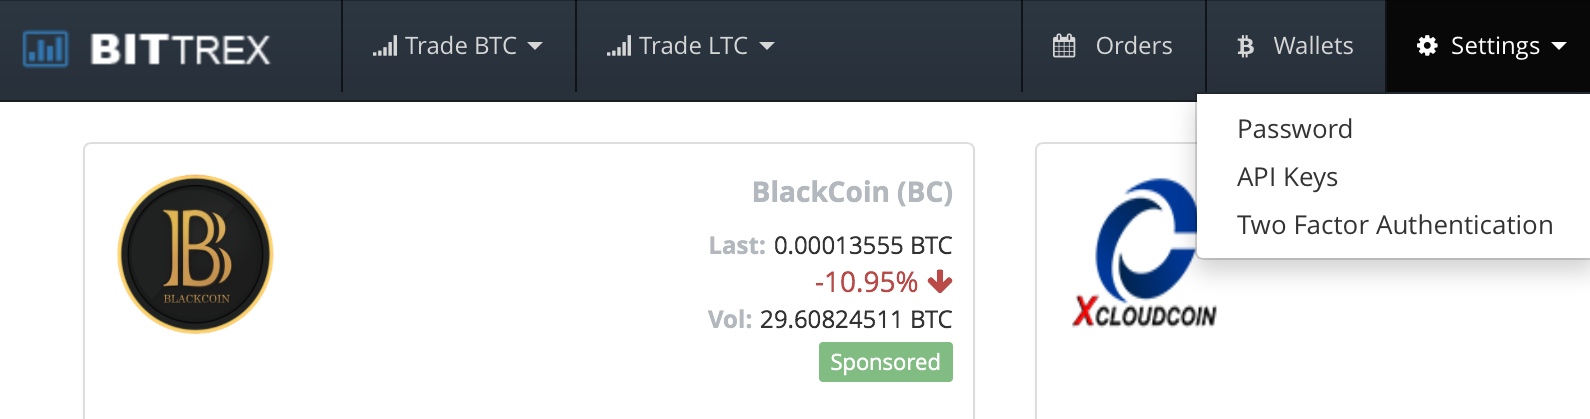 BITTREX
Trade BTC
Trade LTC
Orders
Wallets
Settings
Password
API Keys
Two Factor Authentication
BLACKCOIN
BlackCoin (BC)
Last: 0.00013555 BTC
-10.95%
Vol: 29.60824511 BTC
Sponsored
XCLOUDCOIN